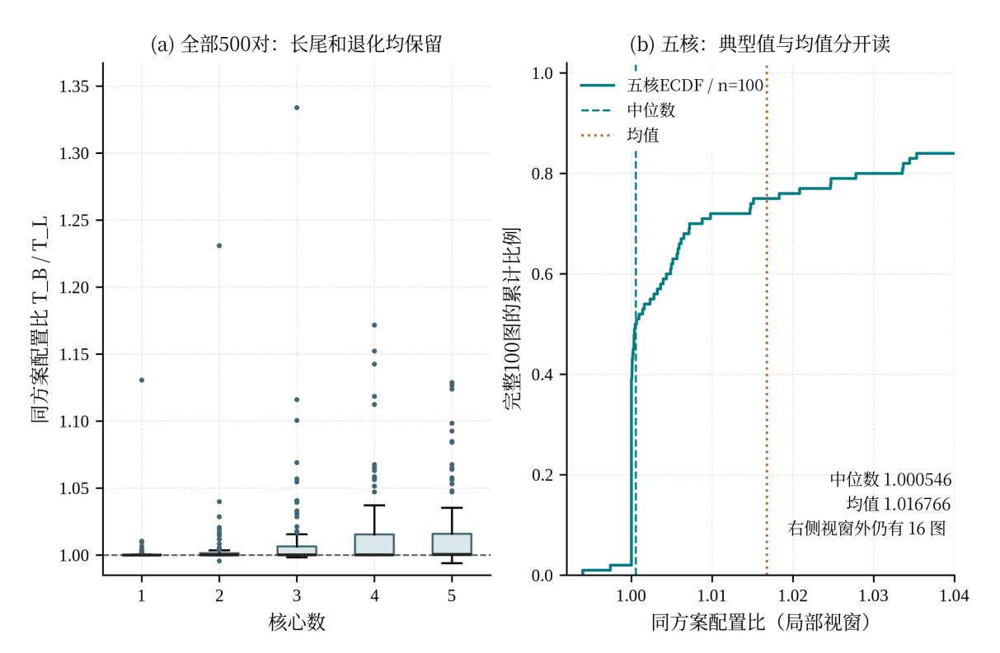 (a) 全部500对：长尾和退化均保留
同方案配置比 T_B / T_L
1.35
1.30
1.25
1.20
1.15
1.10
1.05
1.00
1
2
3
4
5
核心数
(b) 五核：典型值与均值分开读
完整100图的累计比例
1.0
0.8
0.6
0.4
0.2
0.0
五核ECDF / n=100
中位数
均值
中位数 1.000546
均值 1.016766
右侧视窗外仍有 16 图
1.00
1.01
1.02
1.03
1.04
同方案配置比（局部视窗）